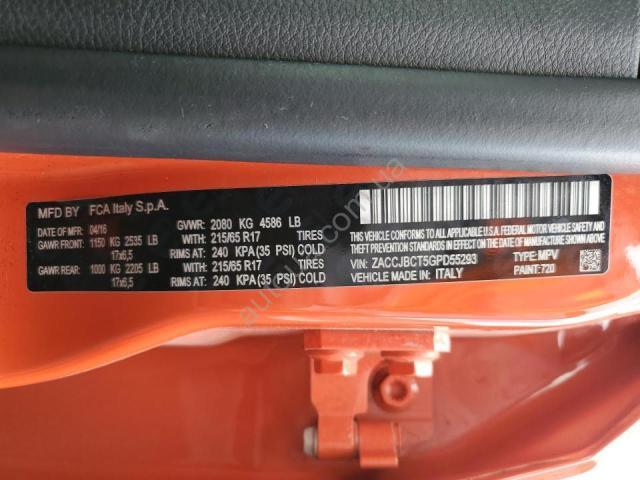 MFD BY FCA Italy S.p.A.
DATE OF MFR 04/16 GVWR: 2080 KG 4586 LB
GAWR FRONT: 1150 KG 2535 LB WITH: 215/65 R17 TIRES
17x6,5 RIMS AT: 240 KPA(35 PSI) COLD
GAWR REAR: 1000 KG 2205 LB WITH: 215/65 R17 TIRES
17x6,5 RIMS AT: 240 KPA(35 PSI) COLD
THIS VEHICLE CONFORMS TO ALL APPLICABLE U.S.A. FEDERAL MOTOR
VEHICLE SAFETY, BUMPER AND THEFT PREVENTION STANDARDS
IN EFFECT ON THE DATE OF MANUFACTURE SHOWN ABOVE
VIN: ZACCJBCT5GPD55293 TYPE: MPV
VEHICLE MADE IN: ITALY PAINT: 720